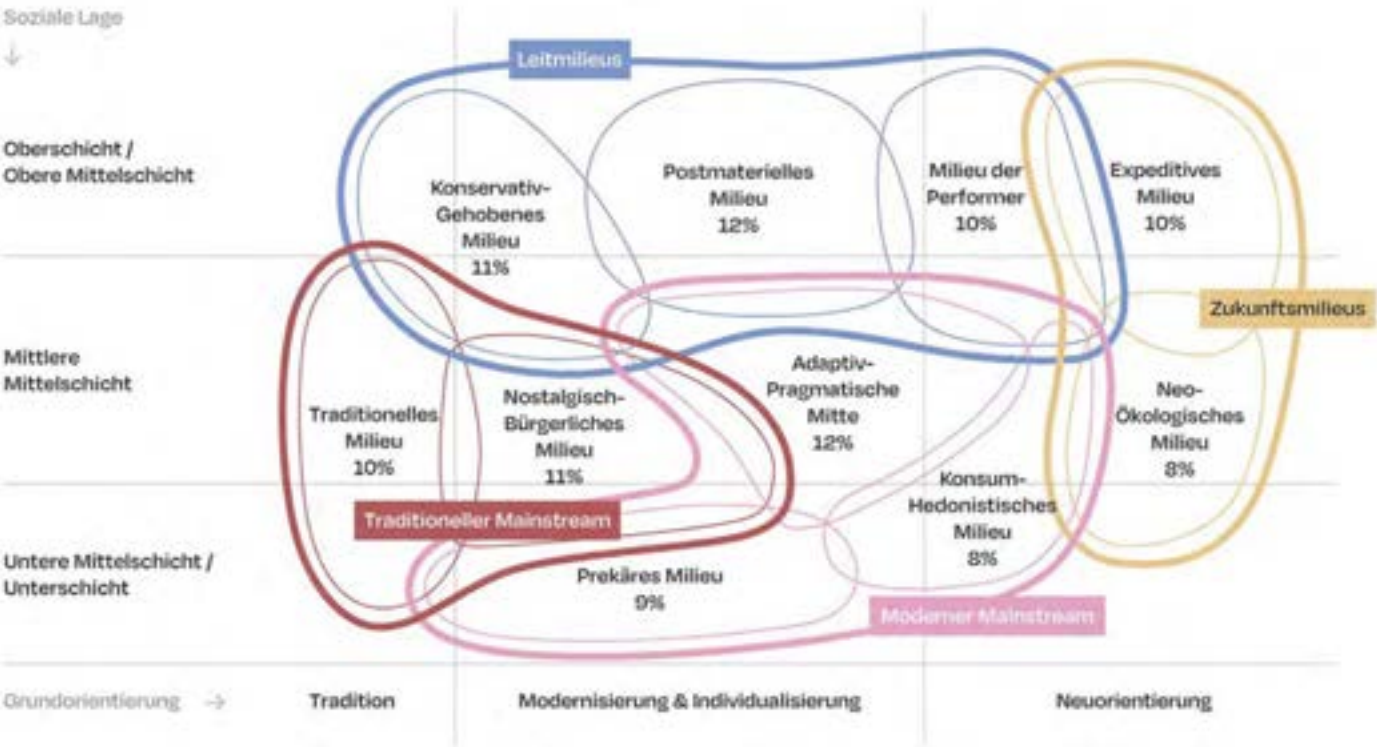 Soziale Lage
↓
Leitmilieus
Oberschicht /
Obere Mittelschicht
Konservativ-
Gehobenes
Milieu
11%
Postmaterielles
Milieu
12%
Milieu der
Performer
10%
Expeditives
Milieu
10%
Zukunftsmilieus
Mittlere
Mittelschicht
Traditionelles
Milieu
10%
Nostalgisch-
Bürgerliches
Milieu
11%
Adaptiv-
Pragmatische
Mitte
12%
Neo-
Ökologisches
Milieu
8%
Konsum-
Hedonistisches
Milieu
8%
Traditioneller Mainstream
Untere Mittelschicht /
Unterschicht
Prekäres Milieu
9%
Moderner Mainstream
Grundorientierung →
Tradition
Modernisierung & Individualisierung
Neuorientierung